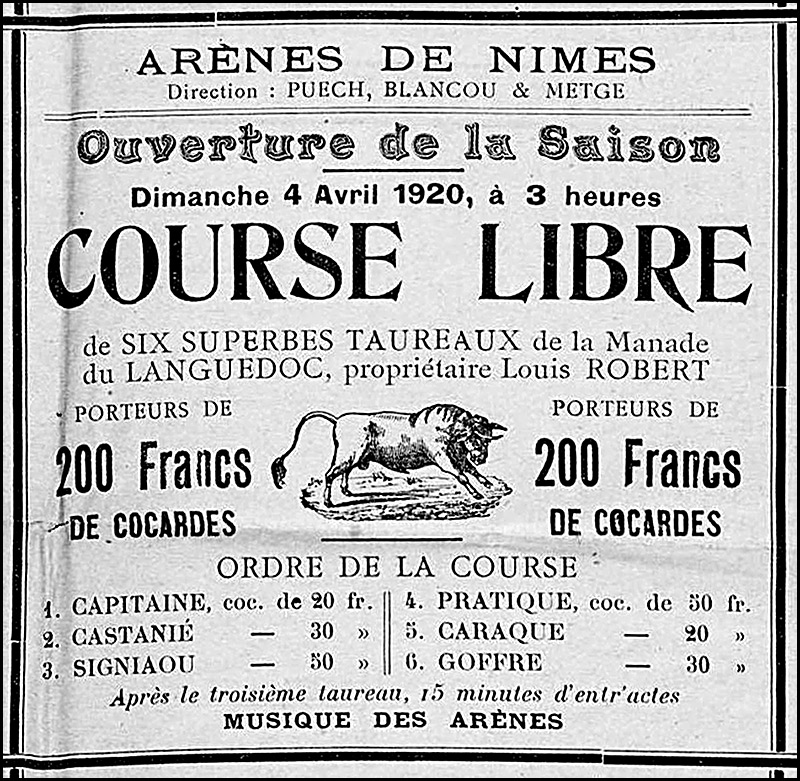 ARÈNES DE NIMES
Direction : PUECH, BLANCOU & METGE
Ouverture de la Saison
Dimanche 4 Avril 1920, à 3 heures
COURSE LIBRE
de SIX SUPERBES TAUREAUX de la Manade
du LANGUEDOC, propriétaire Louis ROBERT
PORTEURS DE
200 Francs
DE COCARDES
PORTEURS DE
200 Francs
DE COCARDES
ORDRE DE LA COURSE
1. CAPITAINE, coc. de 20 fr.
2. CASTANIÉ — 30 »
3. SIGNIAOU — 50 »
4. PRATIQUE, coc. de 50 fr.
5. CARAQUE — 20 »
6. GOFFRE — 30 »
Après le troisième taureau, 15 minutes d'entr'actes
MUSIQUE DES ARÈNES